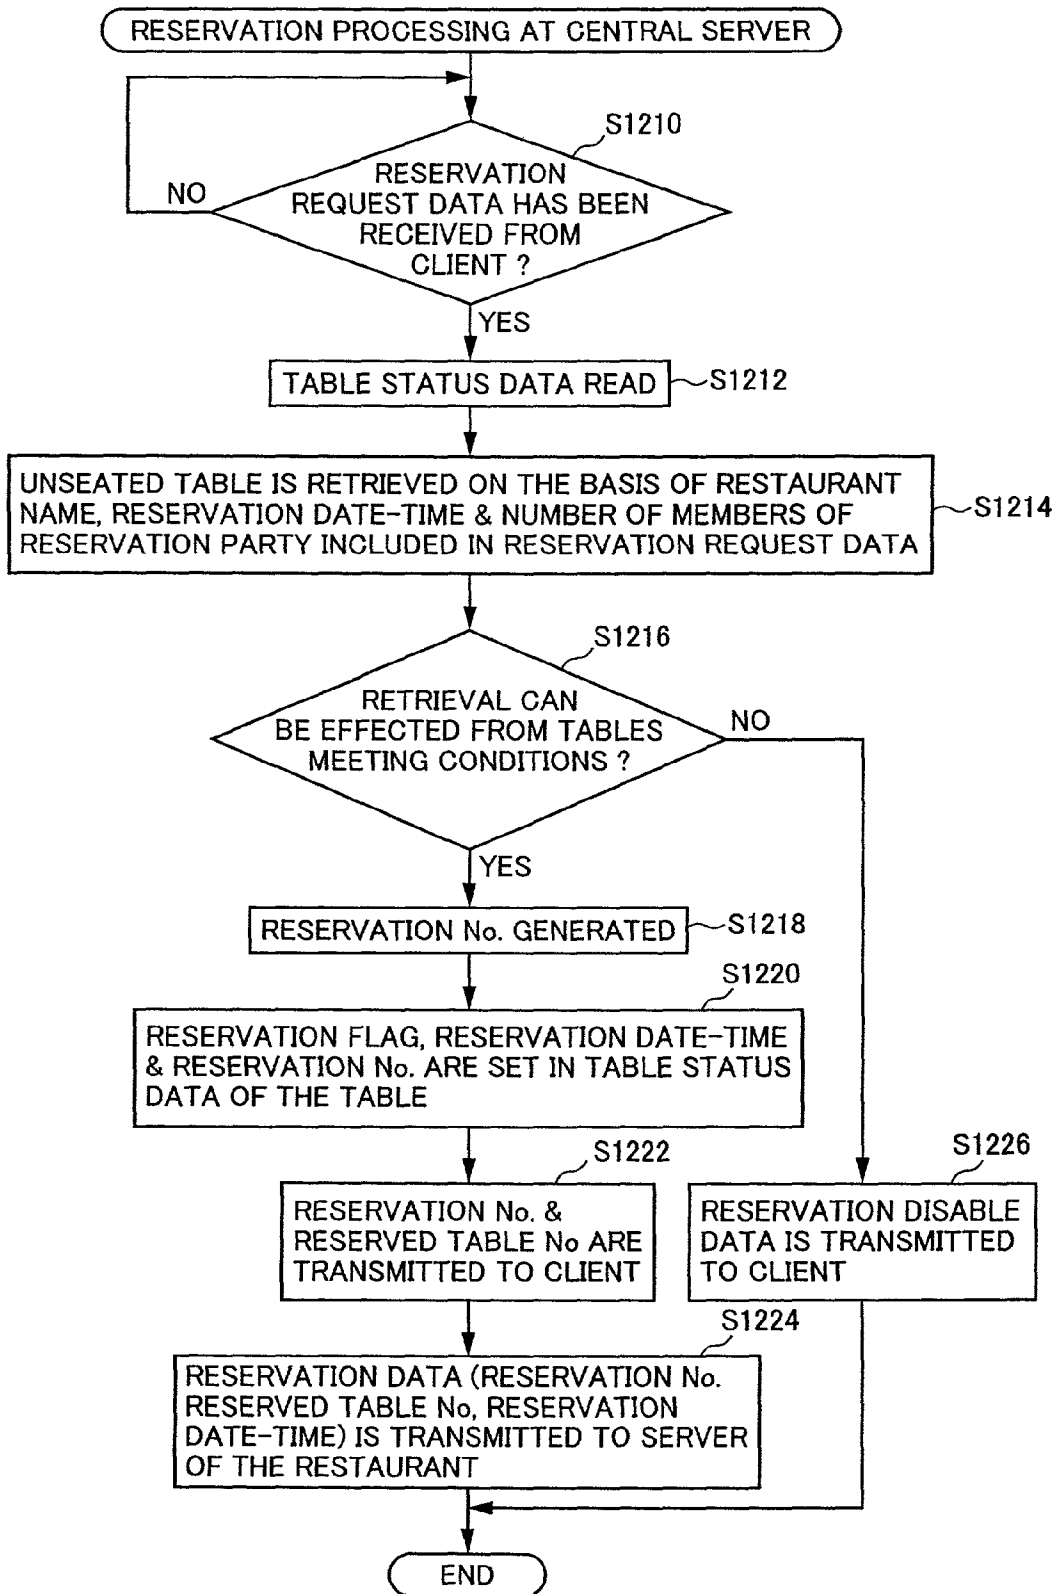 RESERVATION PROCESSING AT CENTRAL SERVER
S1210
RESERVATION
REQUEST DATA HAS BEEN
RECEIVED FROM
CLIENT ?
NO
YES
TABLE STATUS DATA READ
S1212
UNSEATED TABLE IS RETRIEVED ON THE BASIS OF RESTAURANT
NAME, RESERVATION DATE-TIME & NUMBER OF MEMBERS OF
RESERVATION PARTY INCLUDED IN RESERVATION REQUEST DATA
S1214
S1216
RETRIEVAL CAN
BE EFFECTED FROM TABLES
MEETING CONDITIONS ?
NO
YES
RESERVATION No. GENERATED
S1218
S1220
RESERVATION FLAG, RESERVATION DATE-TIME
& RESERVATION No. ARE SET IN TABLE STATUS
DATA OF THE TABLE
S1222
RESERVATION No. &
RESERVED TABLE No ARE
TRANSMITTED TO CLIENT
S1226
RESERVATION DISABLE
DATA IS TRANSMITTED
TO CLIENT
S1224
RESERVATION DATA (RESERVATION No.
RESERVED TABLE No, RESERVATION
DATE-TIME) IS TRANSMITTED TO SERVER
OF THE RESTAURANT
END